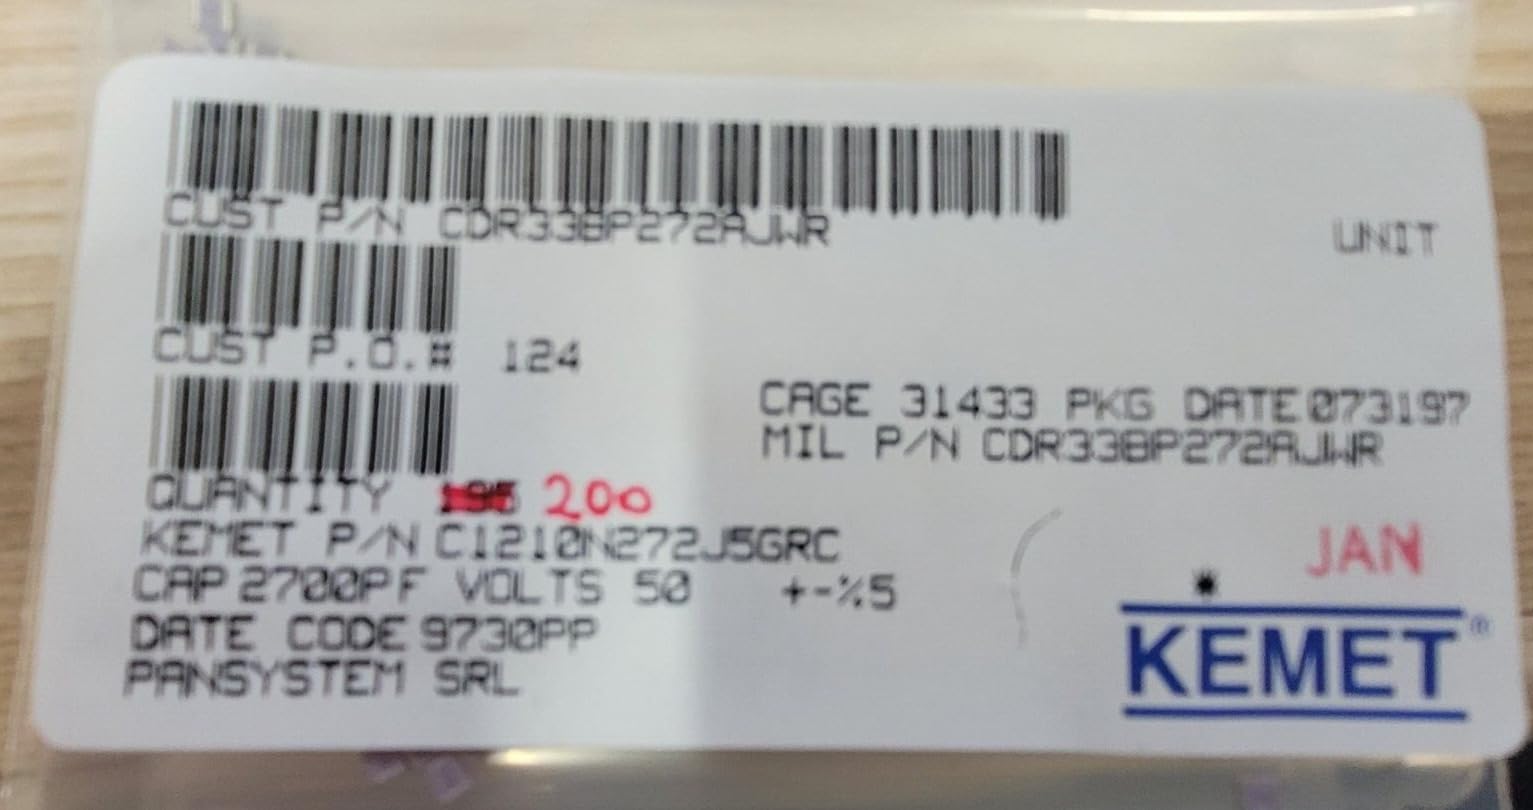 CUST P/N CDR33BP272AJWR
UNIT
CUST P.O.# 124
CAGE 31433 PKG DATE 073197
MIL P/N CDR33BP272AJWR
QUANTITY 200
KEMET P/N C1210N272J5GRC
CAP 2700PF VOLTS 50 +-%5
DATE CODE 9730PP
PANSYSTEM SRL
JAN
KEMET®